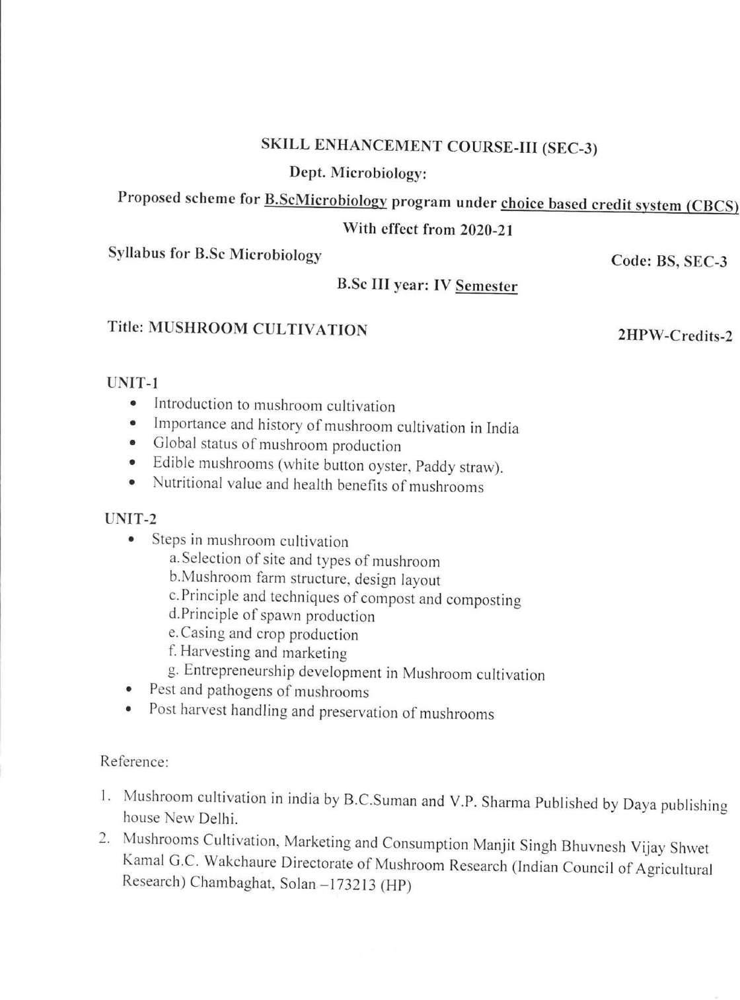 SKILL ENHANCEMENT COURSE-III (SEC-3)
Dept. Microbiology:
Proposed scheme for B.ScMicrobiology program under choice based credit system (CBCS)
With effect from 2020-21
Syllabus for B.Sc Microbiology
Code: BS, SEC-3
B.Sc III year: IV Semester
Title: MUSHROOM CULTIVATION
2HPW-Credits-2
UNIT-1
• Introduction to mushroom cultivation
• Importance and history of mushroom cultivation in India
• Global status of mushroom production
• Edible mushrooms (white button oyster, Paddy straw).
• Nutritional value and health benefits of mushrooms
UNIT-2
• Steps in mushroom cultivation
a. Selection of site and types of mushroom
b.Mushroom farm structure, design layout
c. Principle and techniques of compost and composting
d.Principle of spawn production
e. Casing and crop production
f. Harvesting and marketing
g. Entrepreneurship development in Mushroom cultivation
• Pest and pathogens of mushrooms
• Post harvest handling and preservation of mushrooms
Reference:
1. Mushroom cultivation in india by B.C.Suman and V.P. Sharma Published by Daya publishing
house New Delhi.
2. Mushrooms Cultivation, Marketing and Consumption Manjit Singh Bhuvnesh Vijay Shwet
Kamal G.C. Wakchaure Directorate of Mushroom Research (Indian Council of Agricultural
Research) Chambaghat, Solan –173213 (HP)